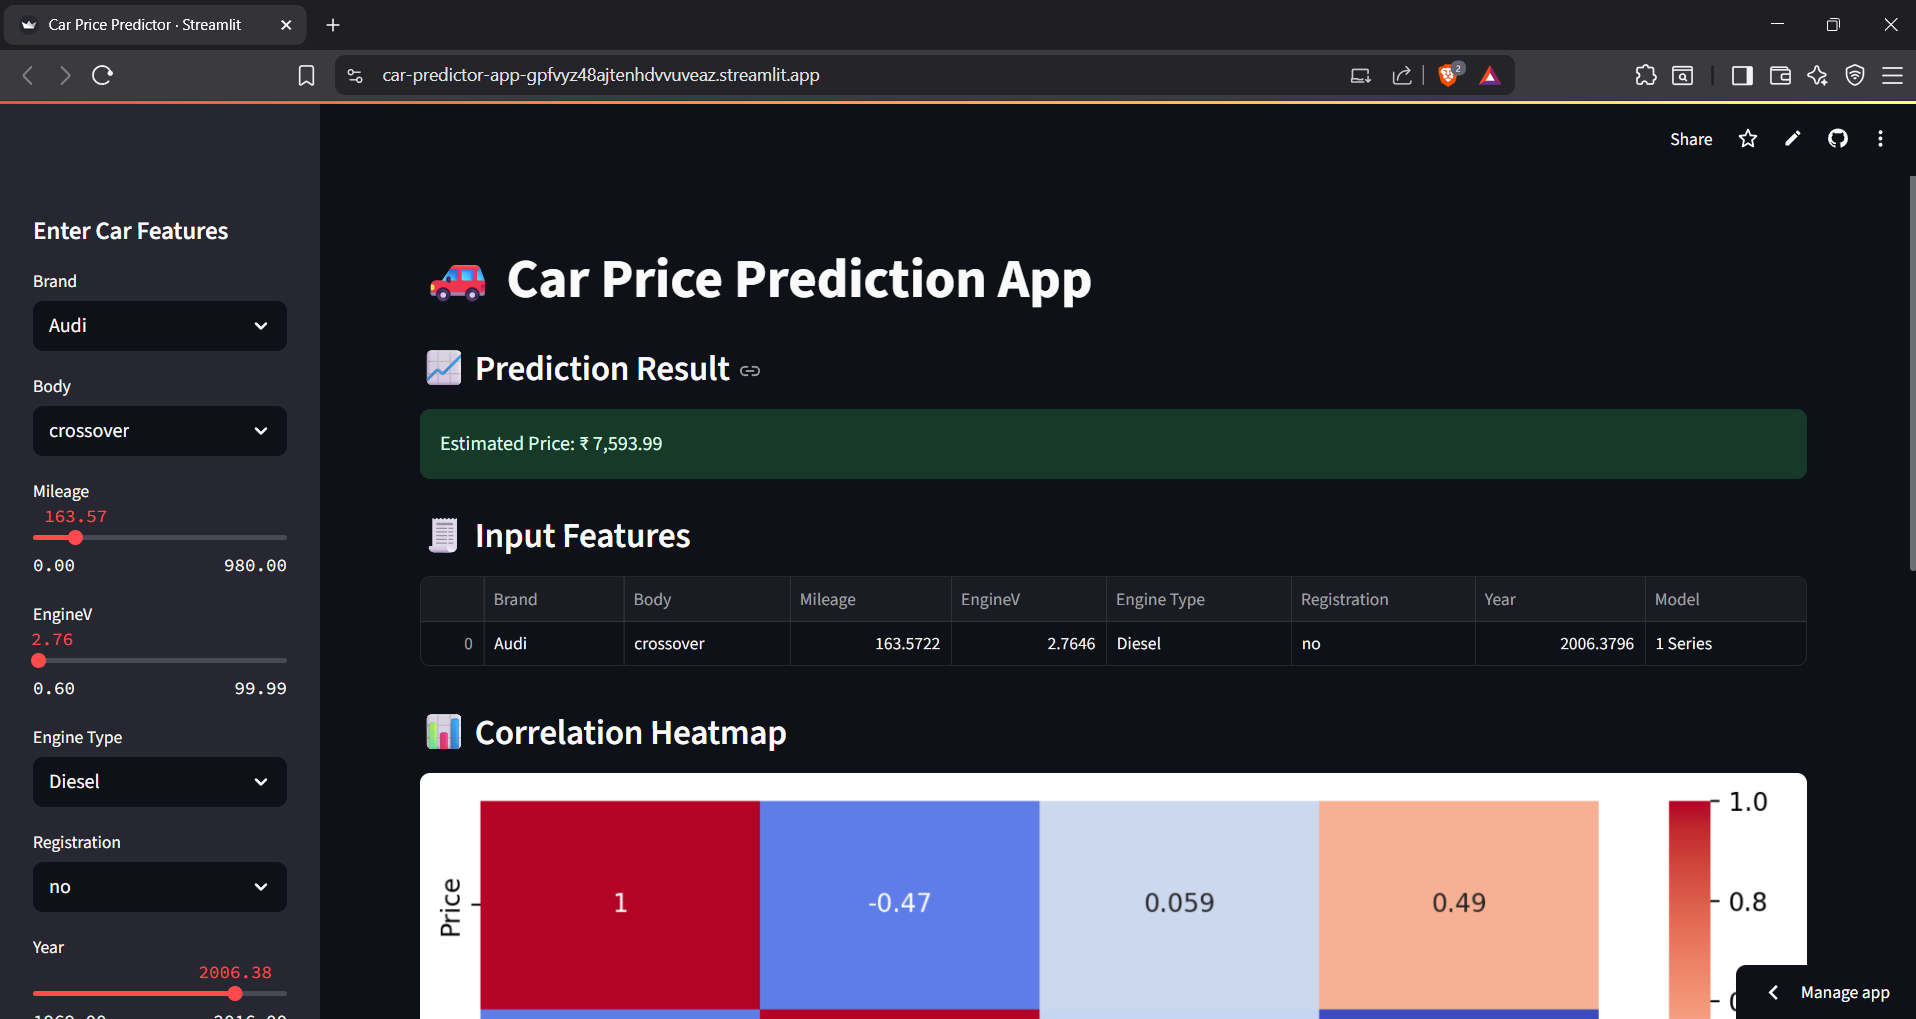 Car Price Predictor · Streamlit
car-predictor-app-gpfvyz48ajtenhdvvuveaz.streamlit.app
2
Share
Enter Car Features
Brand
Audi
Body
crossover
Mileage
163.57
0.00 980.00
EngineV
2.76
0.60 99.99
Engine Type
Diesel
Registration
no
Year
2006.38
Car Price Prediction App
Prediction Result
Estimated Price: ₹ 7,593.99
Input Features
Brand Body Mileage EngineV Engine Type Registration Year Model
0 Audi crossover 163.5722 2.7646 Diesel no 2006.3796 1 Series
Correlation Heatmap
Price
1 -0.47 0.059 0.49
1.0
0.8
Manage app